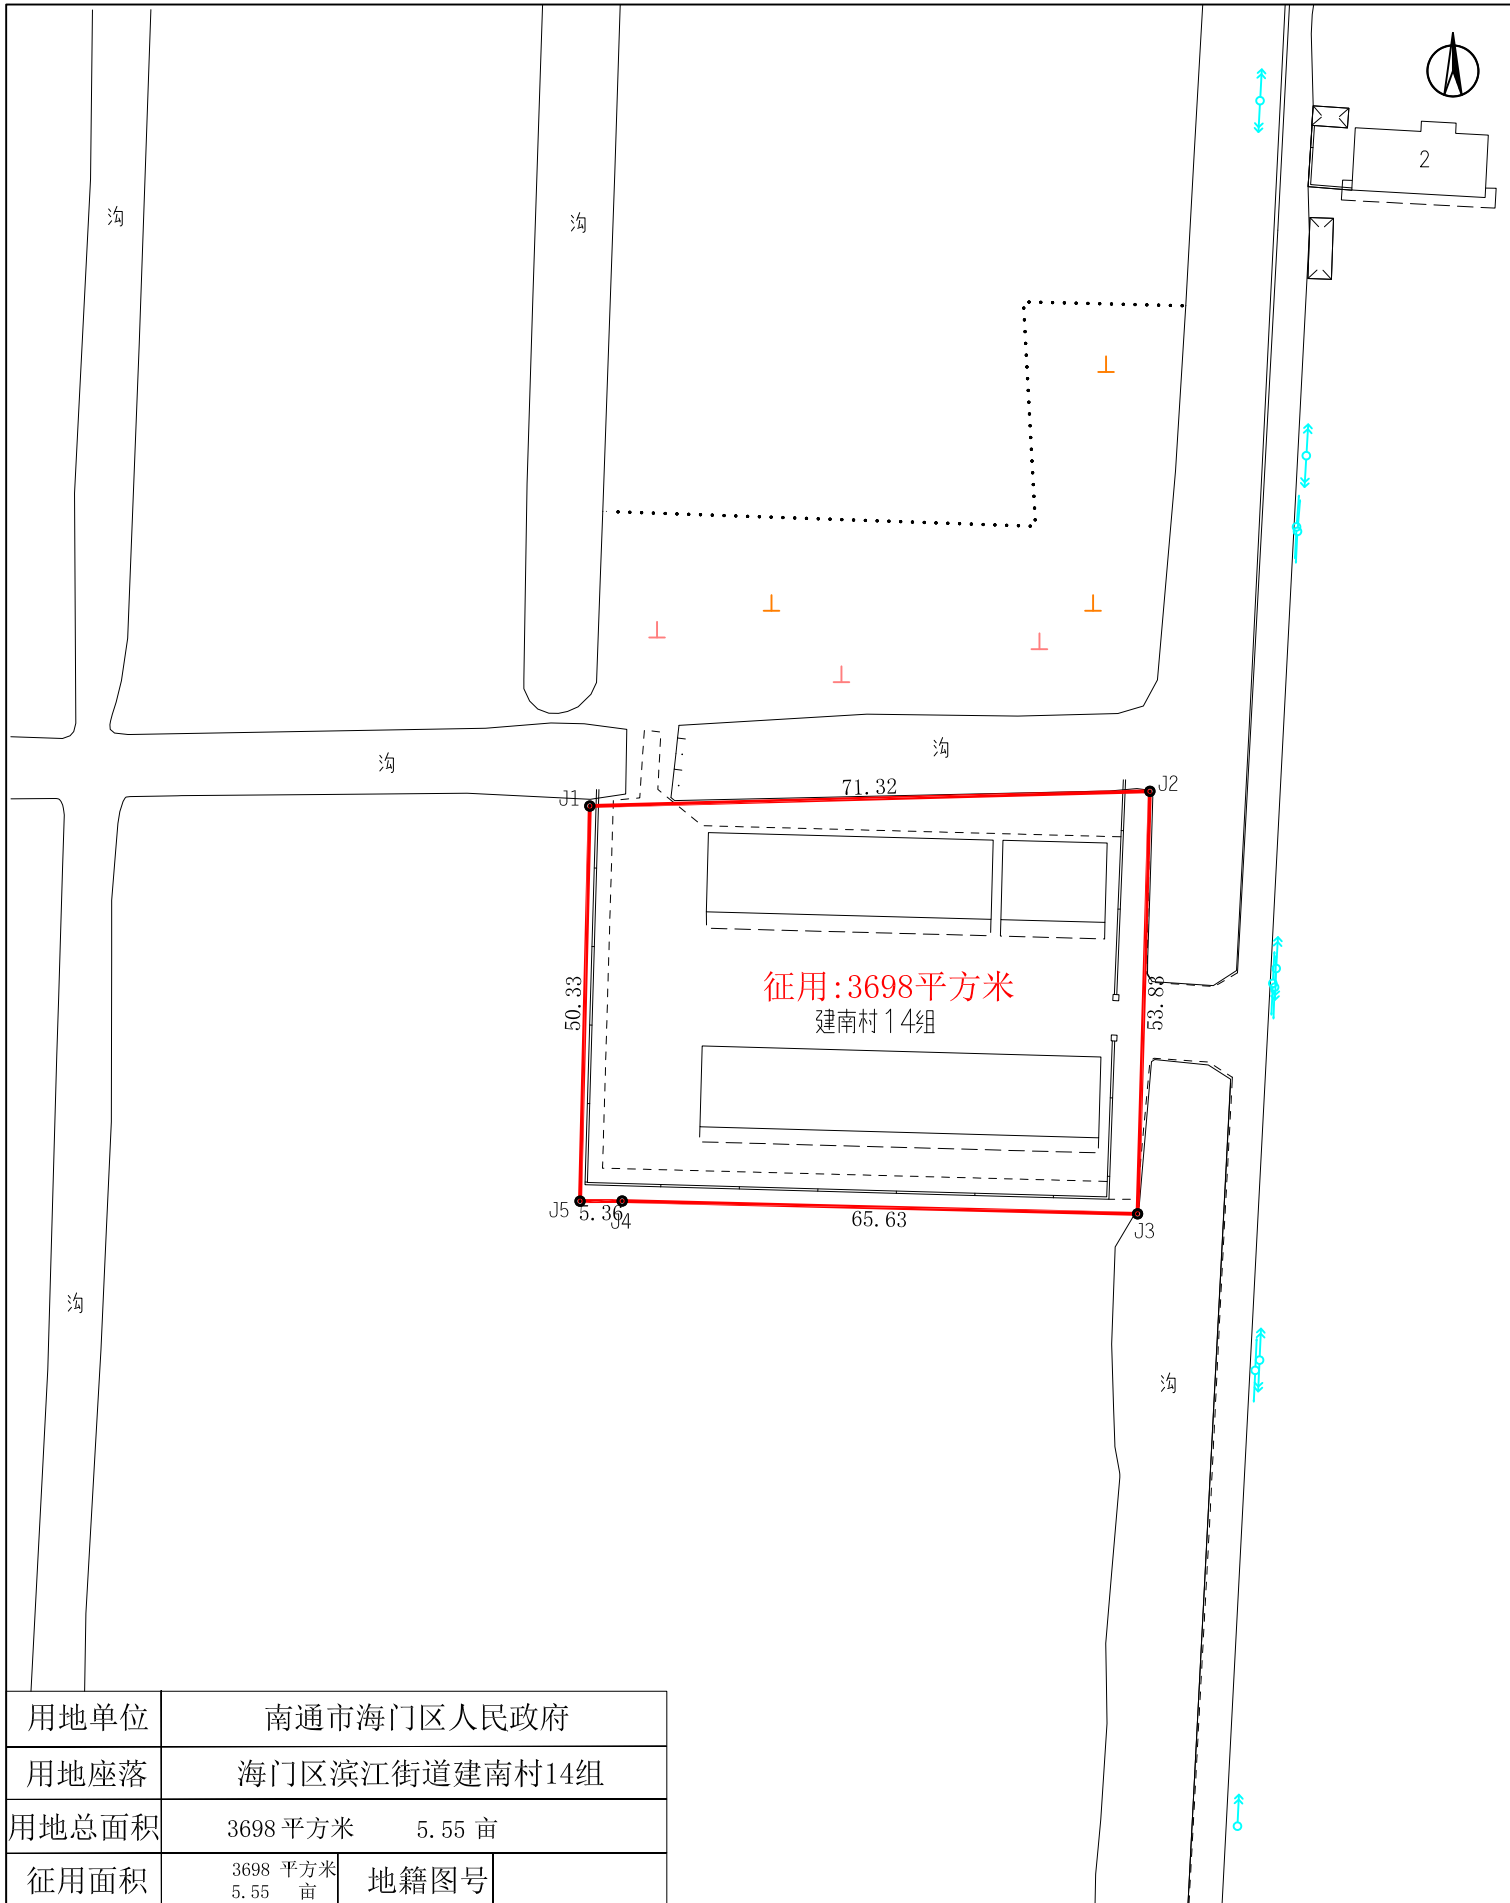 2
沟
沟
沟
沟
71.32
J1
J2
50.33
53.83
征用:3698平方米
建南村14组
J5
5.36
J4
65.63
J3
沟
沟
用地单位 南通市海门区人民政府
用地座落 海门区滨江街道建南村14组
用地总面积 3698平方米 5.55 亩
征用面积 3698 平方米 地籍图号
5.55 亩